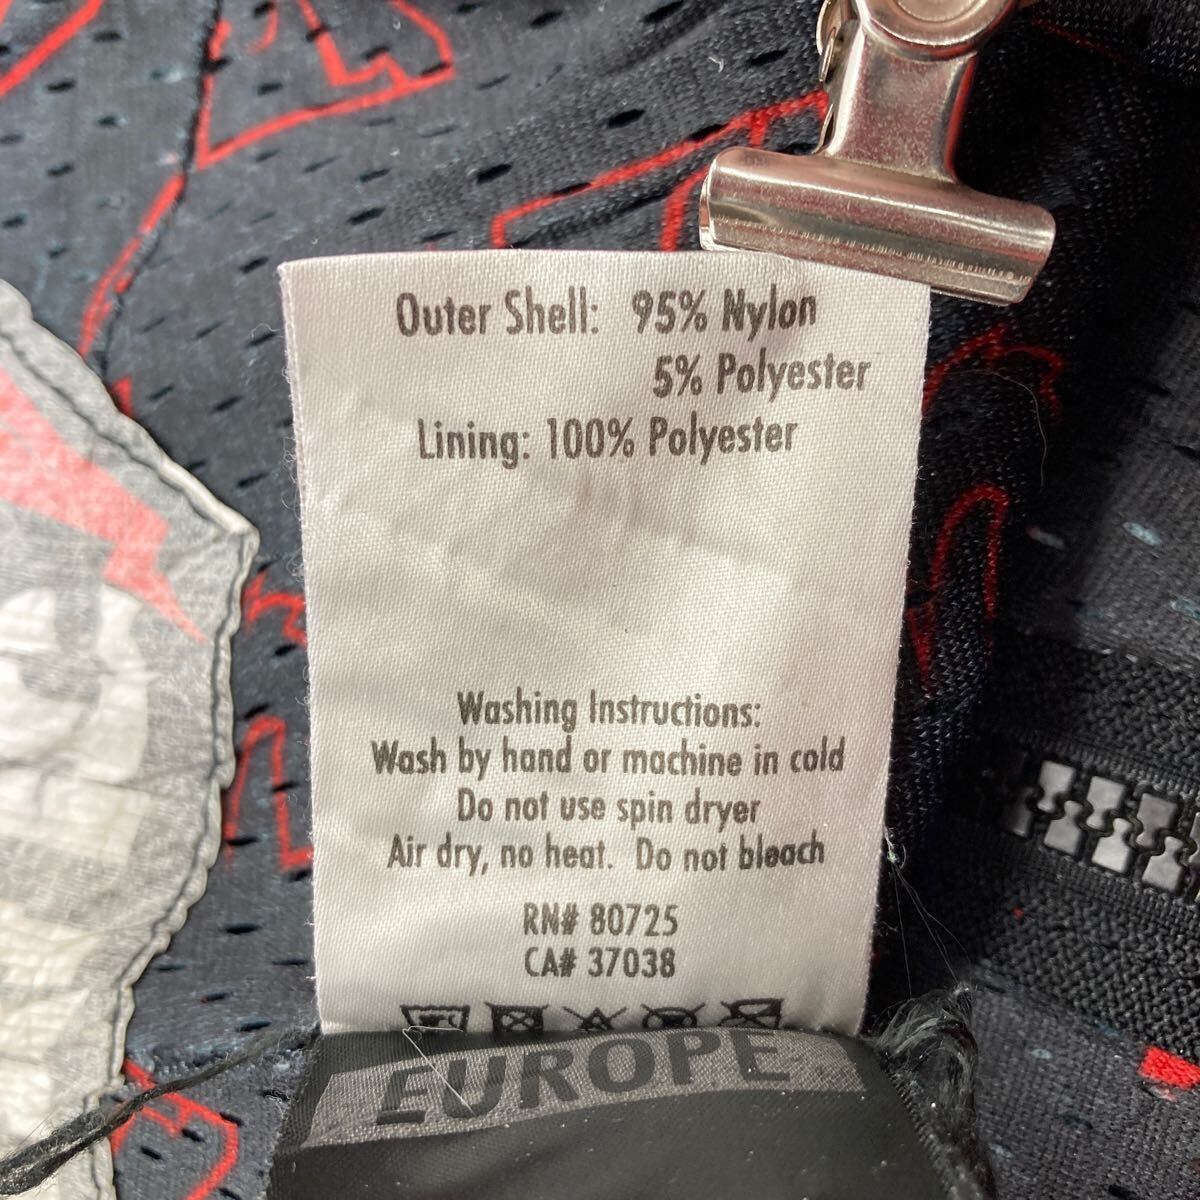 Outer Shell: 95% Nylon
5% Polyester
Lining: 100% Polyester
Washing Instructions:
Wash by hand or machine in cold
Do not use spin dryer
Air dry, no heat. Do not bleach
RN# 80725
CA# 37038
EUROPE